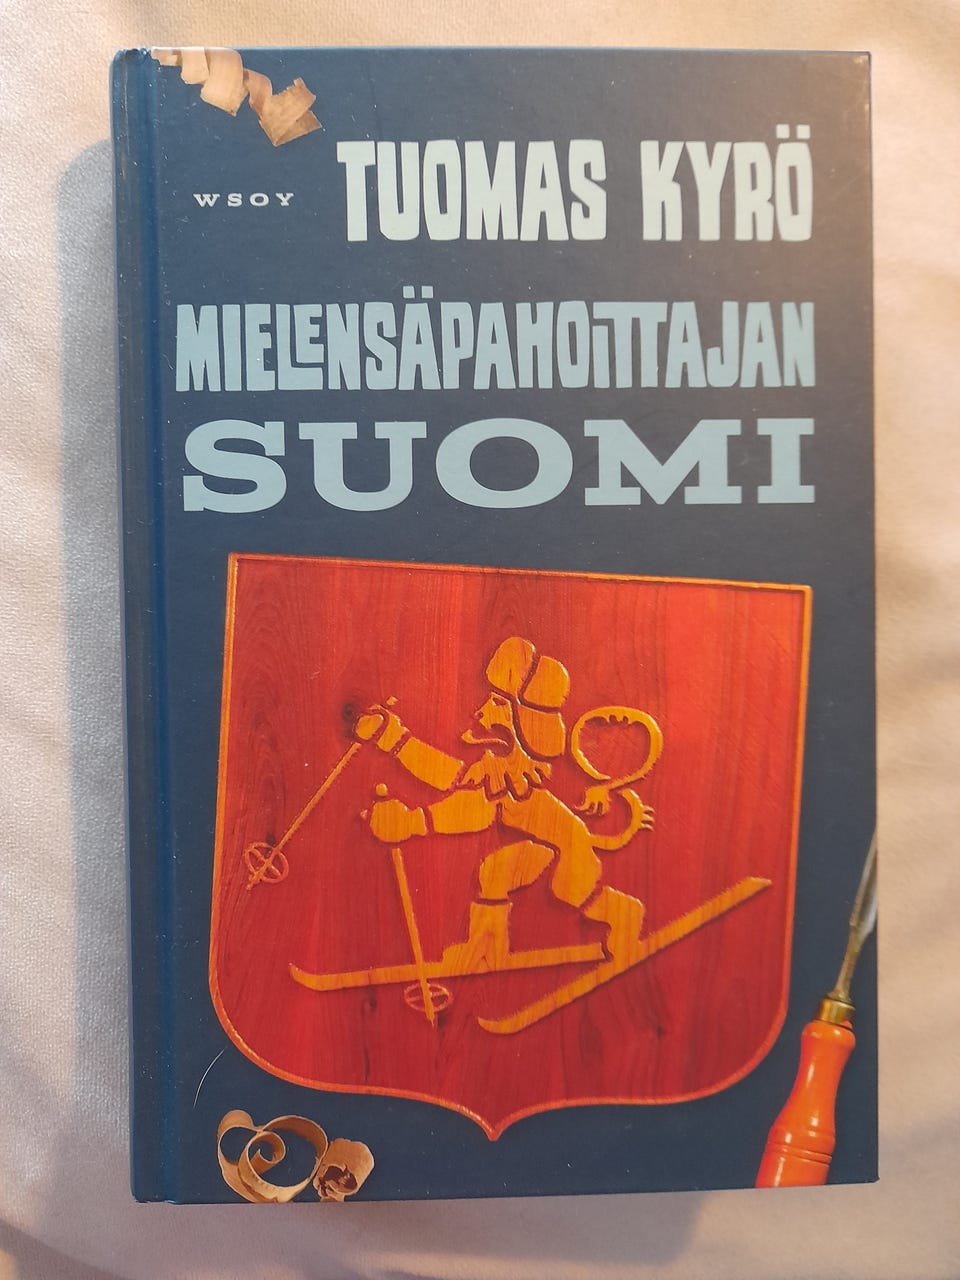 WSOY
TUOMAS KYRÖ
MIELENSÄPAHOITTAJAN
SUOMI